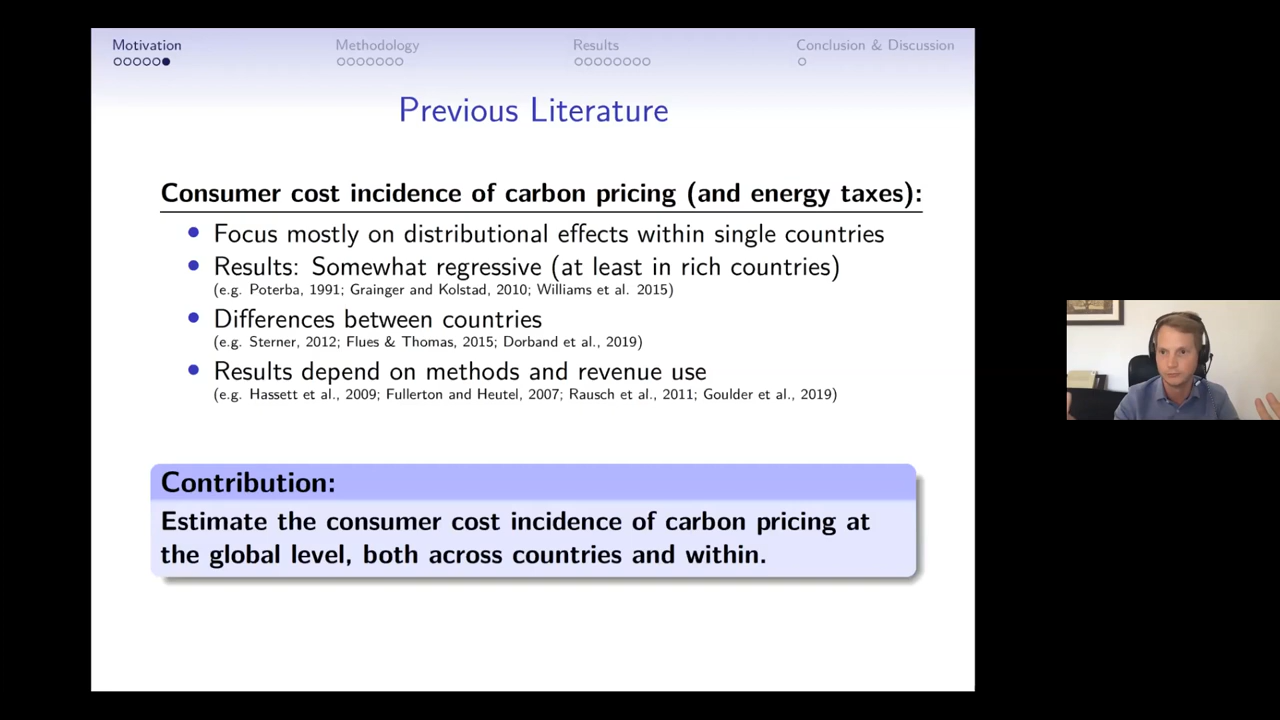 Motivation
Methodology
Results
Conclusion & Discussion
Previous Literature
Consumer cost incidence of carbon pricing (and energy taxes):
Focus mostly on distributional effects within single countries
Results: Somewhat regressive (at least in rich countries)
(e.g. Poterba, 1991; Grainger and Kolstad, 2010; Williams et al. 2015)
Differences between countries
(e.g. Sterner, 2012; Flues & Thomas, 2015; Dorband et al., 2019)
Results depend on methods and revenue use
(e.g. Hassett et al., 2009; Fullerton and Heutel, 2007; Rausch et al., 2011; Goulder et al., 2019)
Contribution:
Estimate the consumer cost incidence of carbon pricing at
the global level, both across countries and within.